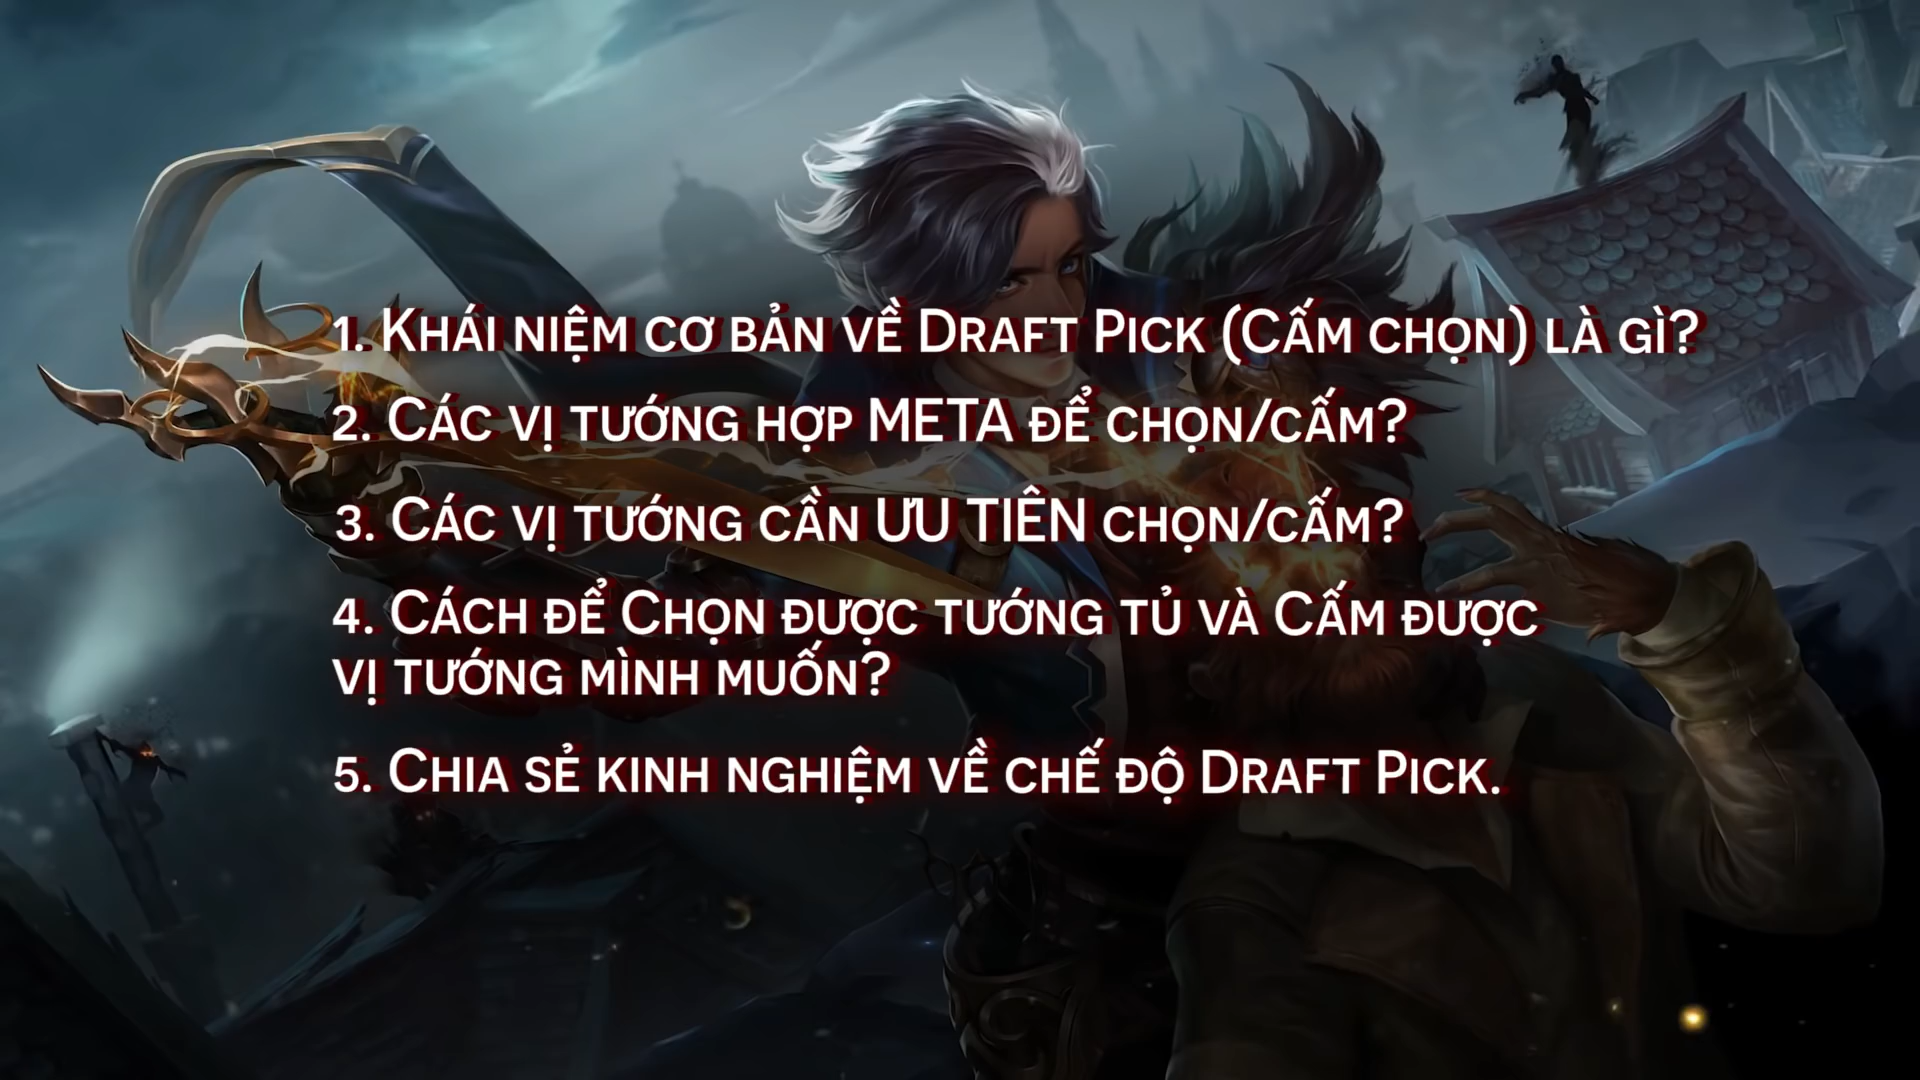 1. Khái niệm cơ bản về Draft Pick (Cấm chọn) là gì?
2. Các vị tướng hợp META để chọn/cấm?
3. Các vị tướng cần ƯU TIÊN chọn/cấm?
4. Cách để Chọn được tướng tủ và Cấm được
vị tướng mình muốn?
5. Chia sẻ kinh nghiệm về chế độ Draft Pick.